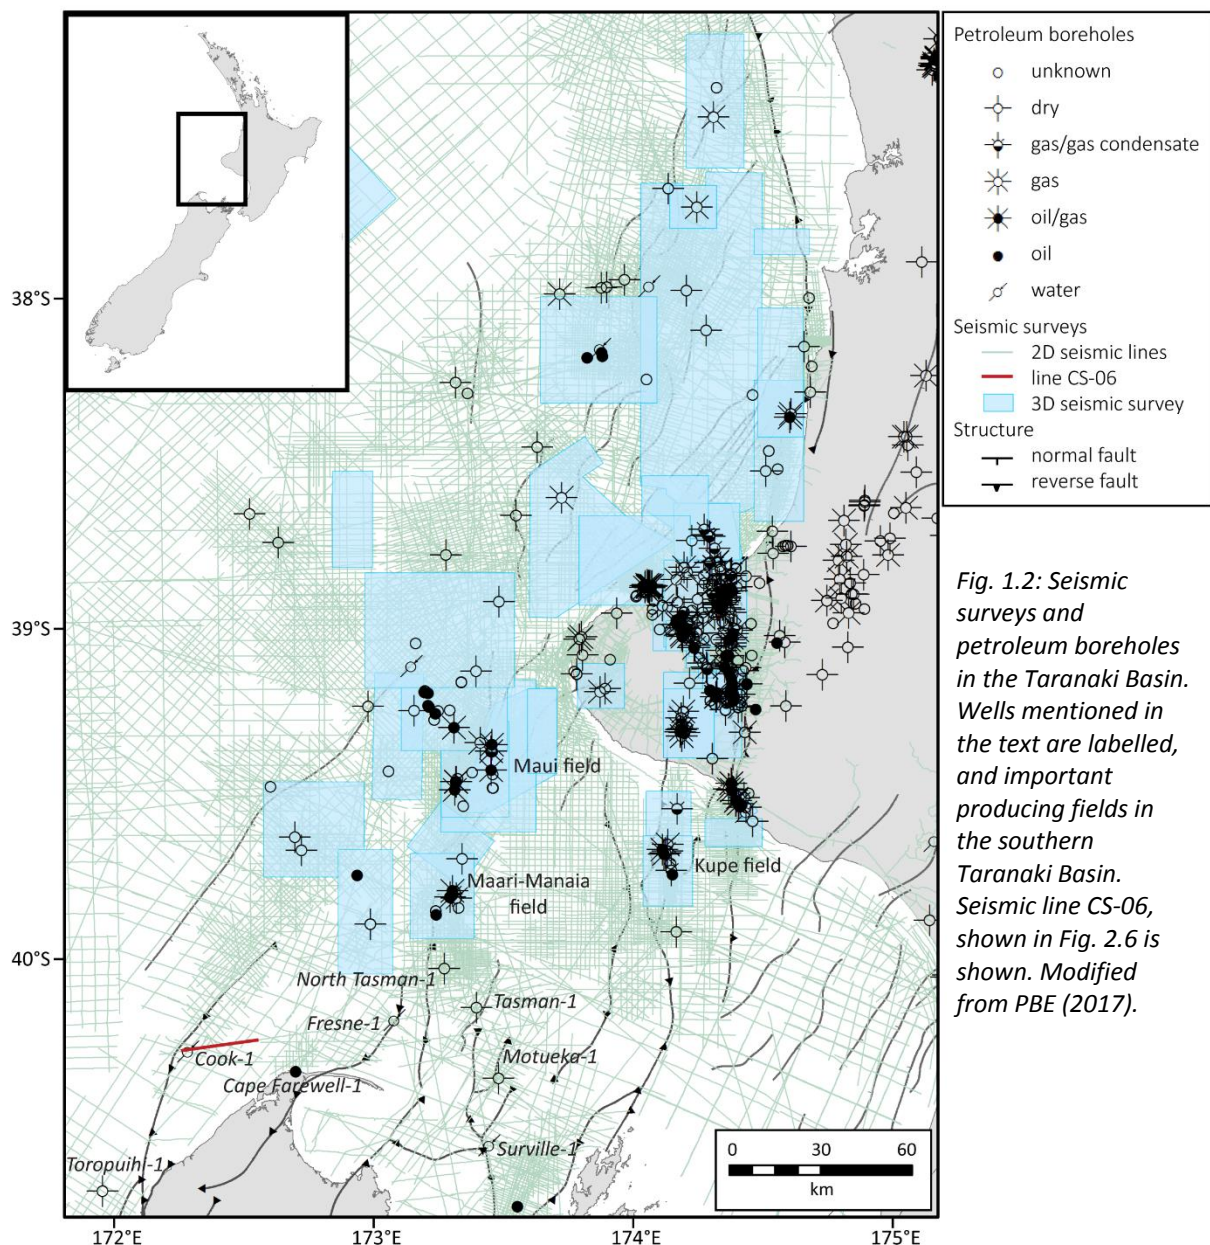 Petroleum boreholes
unknown
dry
gas/gas condensate
gas
oil/gas
oil
water
Seismic surveys
2D seismic lines
line CS-06
3D seismic survey
Structure
normal fault
reverse fault
38°S
39°S
40°S
Maui field
Kupe field
Maari-Manaia
field
North Tasman-1
Tasman-1
Fresne-1
Motueka-1
Cook-1
Cape Farewell-1
Surville-1
Toropuihi-1
0 30 60
km
172°E 173°E 174°E 175°E
Fig. 1.2: Seismic
surveys and
petroleum boreholes
in the Taranaki Basin.
Wells mentioned in
the text are labelled,
and important
producing fields in
the southern
Taranaki Basin.
Seismic line CS-06,
shown in Fig. 2.6 is
shown. Modified
from PBE (2017).